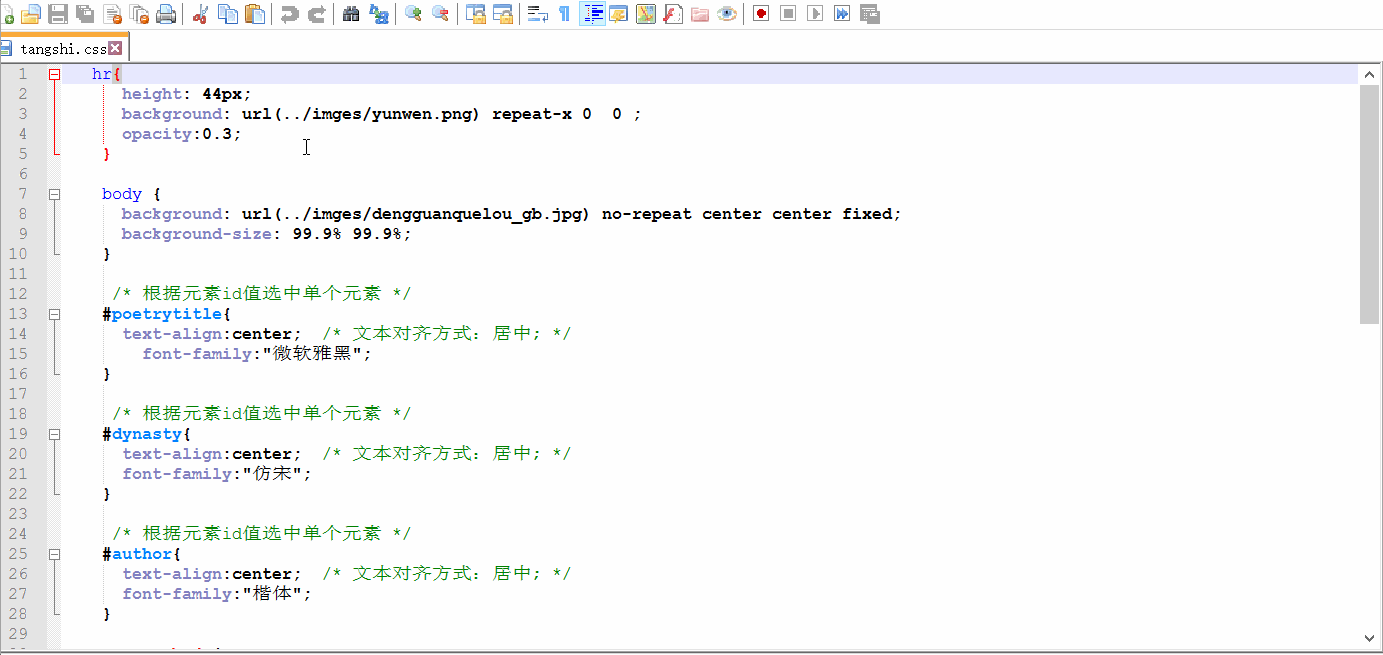 tangshi.css
1 hr{
2 height: 44px;
3 background: url(../imges/yunwen.png) repeat-x 0  0 ;
4 opacity:0.3;
5 }
6
7 body {
8 background: url(../imges/dengguanquelou_gb.jpg) no-repeat center center fixed;
9 background-size: 99.9% 99.9%;
10 }
11
12 /* 根据元素id值选中单个元素 */
13 #poetrytitle{
14 text-align:center;  /* 文本对齐方式：居中; */
15 font-family:"微软雅黑";
16 }
17
18 /* 根据元素id值选中单个元素 */
19 #dynasty{
20 text-align:center;  /* 文本对齐方式：居中; */
21 font-family:"仿宋";
22 }
23
24 /* 根据元素id值选中单个元素 */
25 #author{
26 text-align:center;  /* 文本对齐方式：居中; */
27 font-family:"楷体";
28 }
29